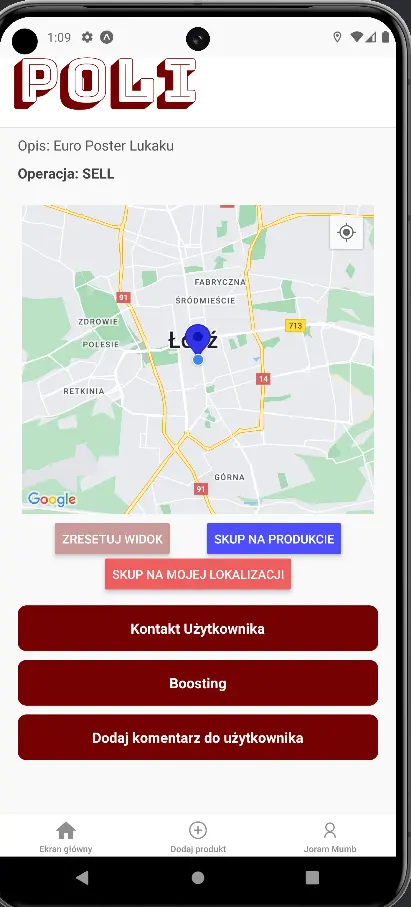 1:09
POLI
Opis: Euro Poster Lukaku
Operacja: SELL
FABRYCZNA
91
ŚRÓDMIEŚCIE
ZDROWIE
713
POLESIE
14
RETKINIA
GÓRNA
91
Google
ZRESETUJ WIDOK
SKUP NA PRODUKCIE
SKUP NA MOJEJ LOKALIZACJI
Kontakt Użytkownika
Boosting
Dodaj komentarz do użytkownika
Ekran główny
Dodaj produkt
Joram Mumb